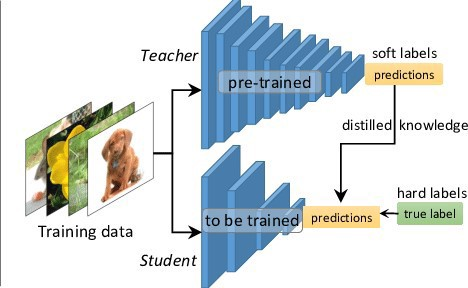 Teacher
soft labels
pre-trained
predictions
distilled knowledge
Training data
hard labels
to be trained
predictions
true label
Student